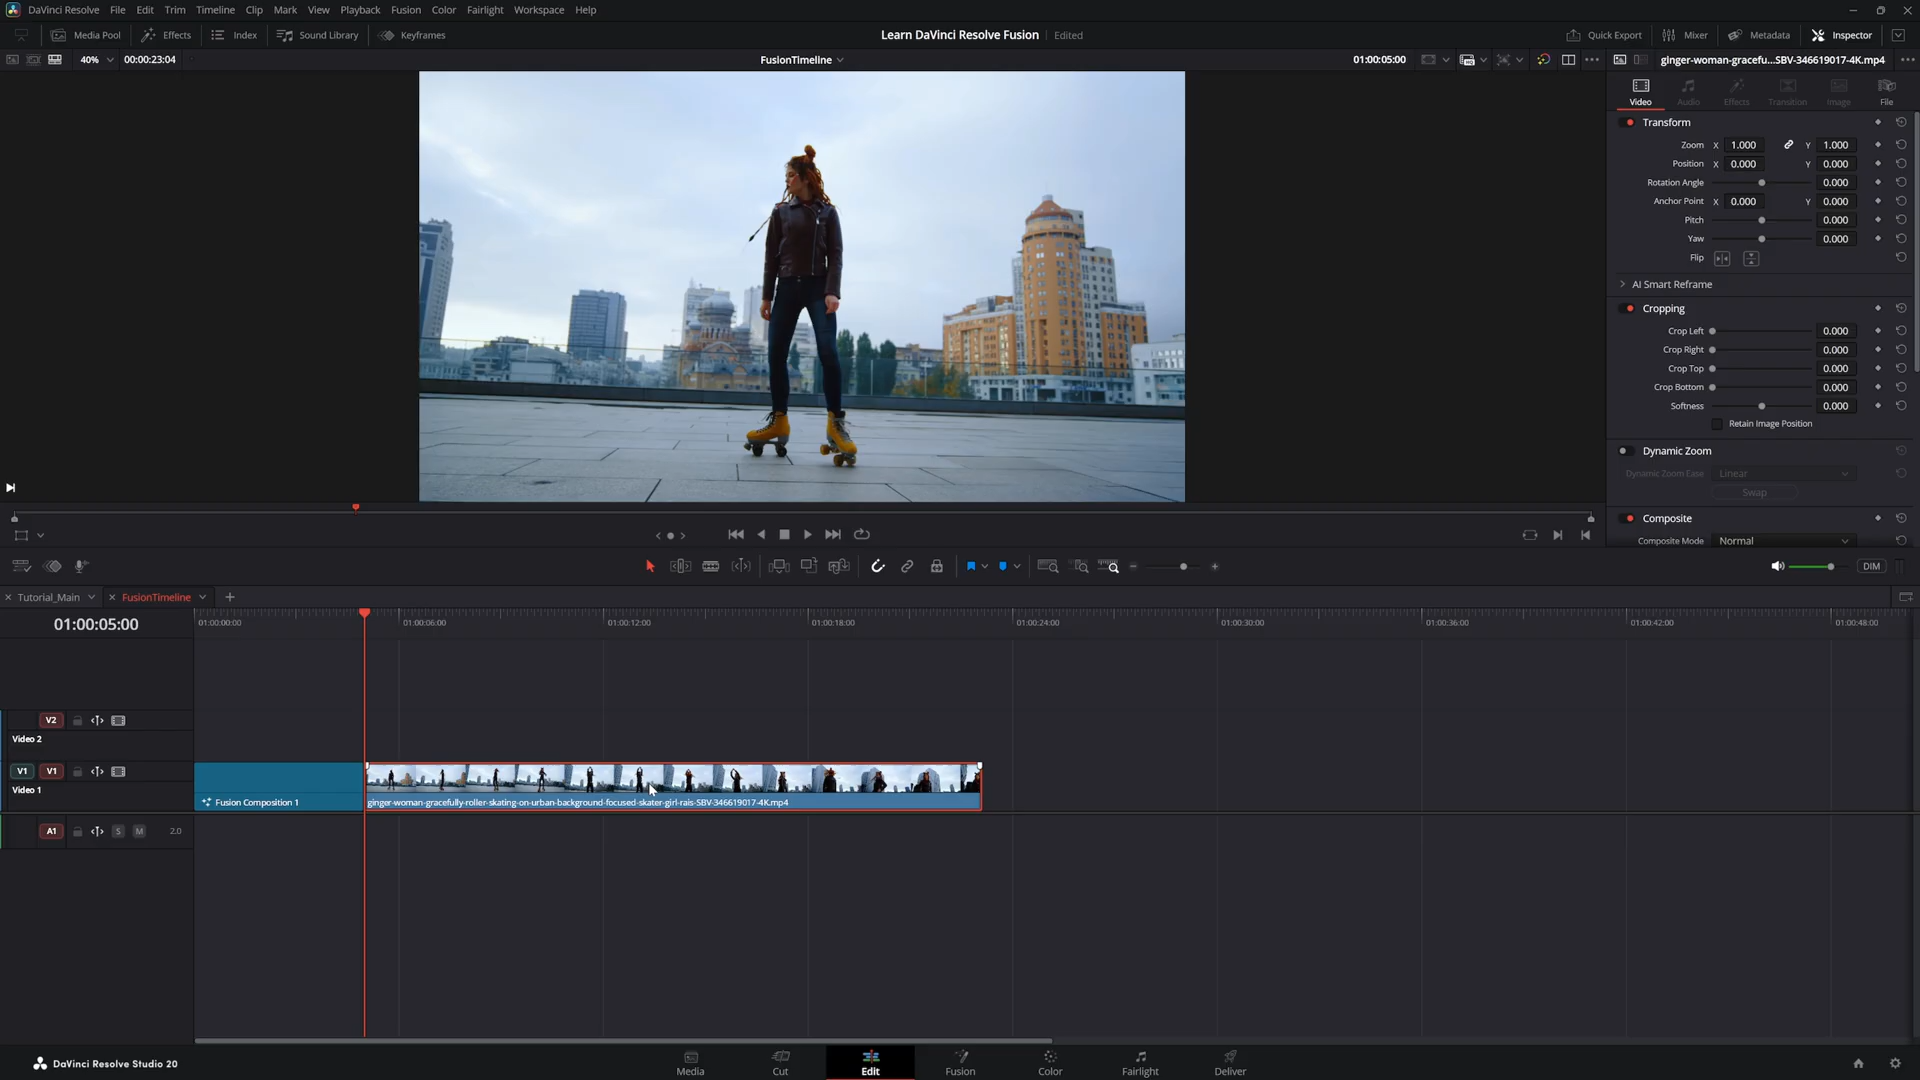 DaVinci Resolve File Edit Trim Timeline Clip Mark View Playback Fusion Color Fairlight Workspace Help
Media Pool Effects Index Sound Library Keyframes Learn DaVinci Resolve Fusion Edited Quick Export Mixer Metadata Inspector
40% 00:00:23:04 FusionTimeline 01:00:05:00 ginger-woman-gracefu...SBV-346619017-4K.mp4
Video Audio Effects Transition Image File
Transform
Zoom X 1.000 Y 1.000
Position X 0.000 Y 0.000
Rotation Angle 0.000
Anchor Point X 0.000 Y 0.000
Pitch 0.000
Yaw 0.000
Flip
AI Smart Reframe
Cropping
Crop Left 0.000
Crop Right 0.000
Crop Top 0.000
Crop Bottom 0.000
Softness 0.000
Retain Image Position
Dynamic Zoom
Dynamic Zoom Ease Linear
Swap
Composite
Composite Mode Normal
DIM
Tutorial_Main FusionTimeline
01:00:05:00 01:00:00:00 01:00:06:00 01:00:12:00 01:00:18:00 01:00:24:00 01:00:30:00 01:00:36:00 01:00:42:00 01:00:48:00
V2
Video 2
V1 V1
Video 1
Fusion Composition 1 ginger-woman-gracefully-roller-skating-on-urban-background-focused-skater-girl-rais-SBV-346619017-4K.mp4
A1 S M 2.0
DaVinci Resolve Studio 20 Media Cut Edit Fusion Color Fairlight Deliver